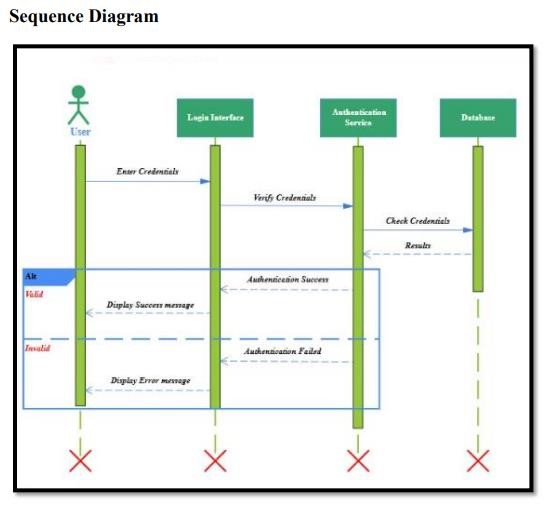 Sequence Diagram
User
Login Interface
Authentication
Service
Database
Enter Credentials
Verify Credentials
Check Credentials
Results
Alt
Valid
Authentication Success
Display Success message
Invalid
Authentication Failed
Display Error message